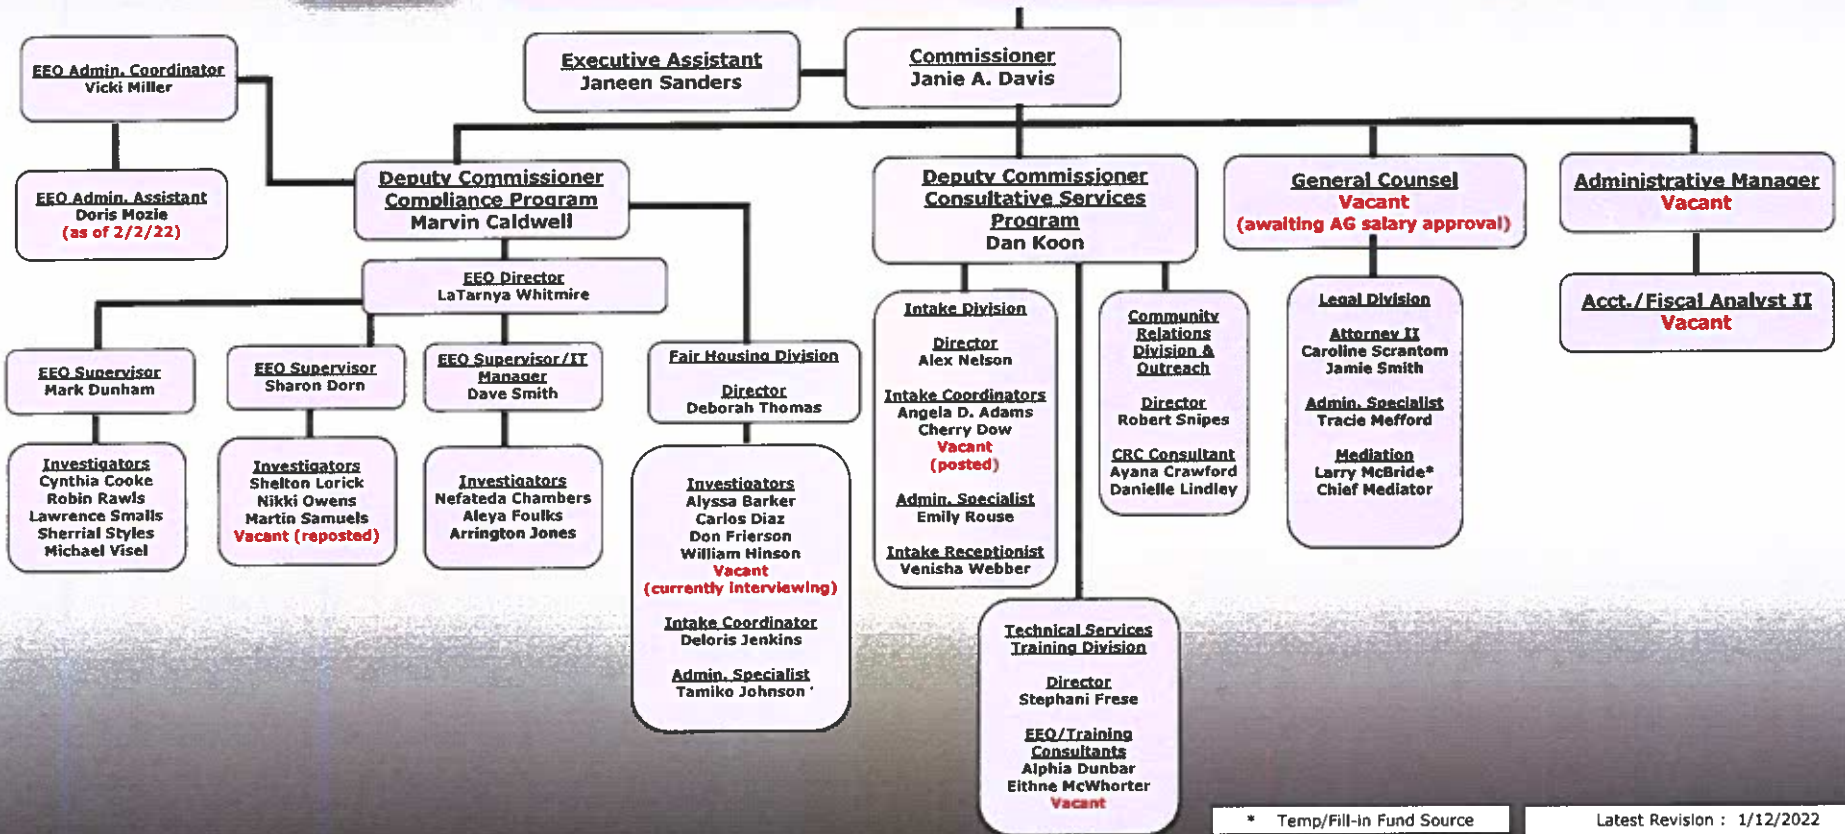 Commissioner
Janie A. Davis
Executive Assistant
Janeen Sanders
EEO Admin. Coordinator
Vicki Miller
EEO Admin. Assistant
Doris Mozie
(as of 2/2/22)
Deputy Commissioner
Compliance Program
Marvin Caldwell
Deputy Commissioner
Consultative Services
Program
Dan Koon
General Counsel
Vacant
(awaiting AG salary approval)
Administrative Manager
Vacant
EEO Director
LaTarnya Whitmire
EEO Supervisor
Mark Dunham
Investigators
Cynthia Cooke
Robin Rawls
Lawrence Smalls
Sherrial Styles
Michael Visel
EEO Supervisor
Sharon Dorn
Investigators
Shelton Lorick
Nikki Owens
Martin Samuels
Vacant (reposted)
EEO Supervisor/IT
Manager
Dave Smith
Investigators
Nefateda Chambers
Aleya Foulks
Arrington Jones
Fair Housing Division
Director
Deborah Thomas
Investigators
Alyssa Barker
Carlos Diaz
Don Frierson
William Hinson
Vacant
(currently interviewing)
Intake Coordinator
Deloris Jenkins
Admin. Specialist
Tamiko Johnson
Intake Division
Director
Alex Nelson
Intake Coordinators
Angela D. Adams
Cherry Dow
Vacant
(posted)
Admin. Specialist
Emily Rouse
Intake Receptionist
Venisha Webber
Technical Services
Training Division
Director
Stephani Frese
EEO/Training
Consultants
Alphia Dunbar
Eithne McWhorter
Vacant
Community
Relations
Division &
Outreach
Director
Robert Snipes
CRC Consultant
Ayana Crawford
Danielle Lindley
Legal Division
Attorney II
Caroline Scrantom
Jamie Smith
Admin. Specialist
Tracie Mefford
Mediation
Larry McBride*
Chief Mediator
Acct./Fiscal Analyst II
Vacant
* Temp/Fill-in Fund Source
Latest Revision : 1/12/2022